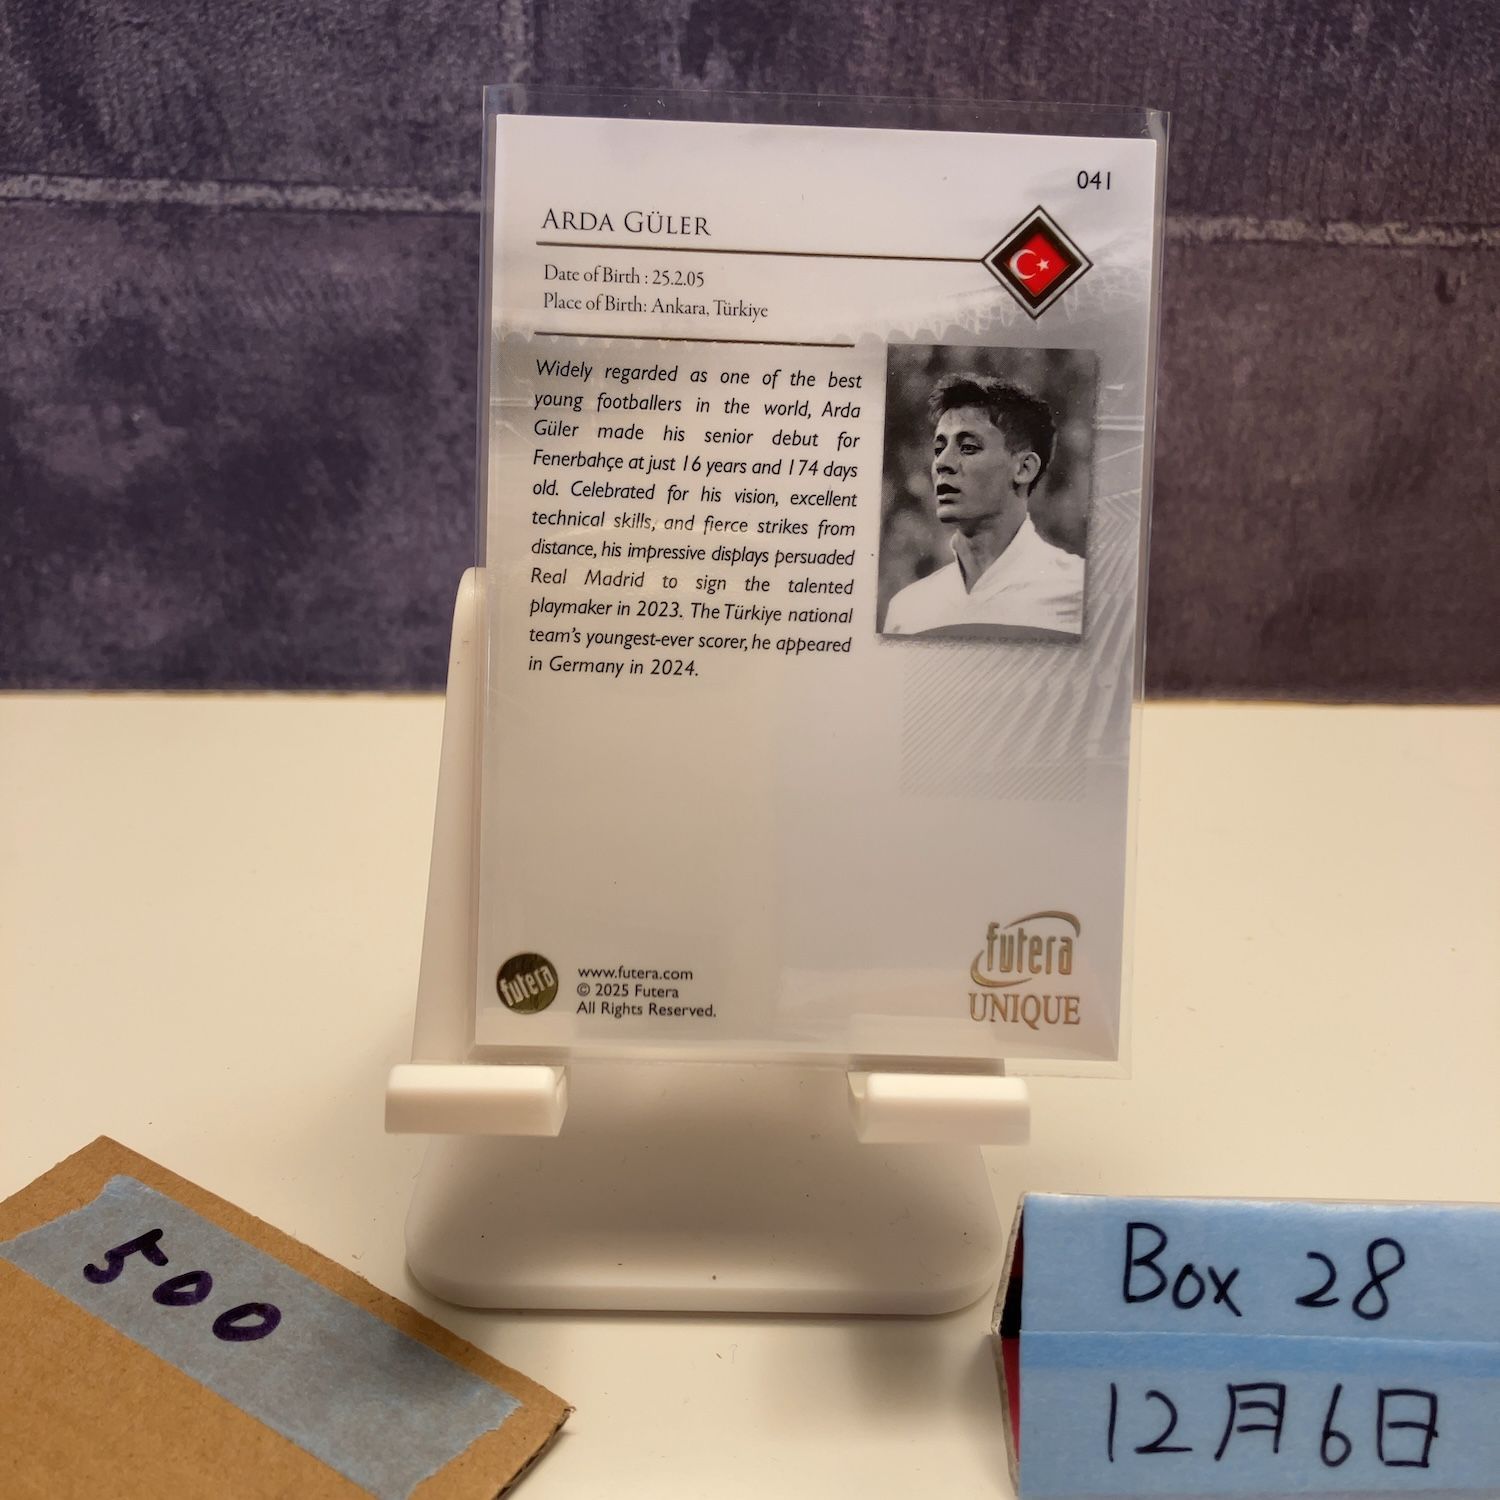 041
ARDA GÜLER
Date of Birth : 25.2.05
Place of Birth: Ankara, Türkiye
Widely regarded as one of the best
young footballers in the world, Arda
Güler made his senior debut for
Fenerbahçe at just 16 years and 174 days
old. Celebrated for his vision, excellent
technical skills, and fierce strikes from
distance, his impressive displays persuaded
Real Madrid to sign the talented
playmaker in 2023. The Türkiye national
team's youngest-ever scorer, he appeared
in Germany in 2024.
futera
www.futera.com
© 2025 Futera
All Rights Reserved.
futera
UNIQUE
500
Box 28
12月6日